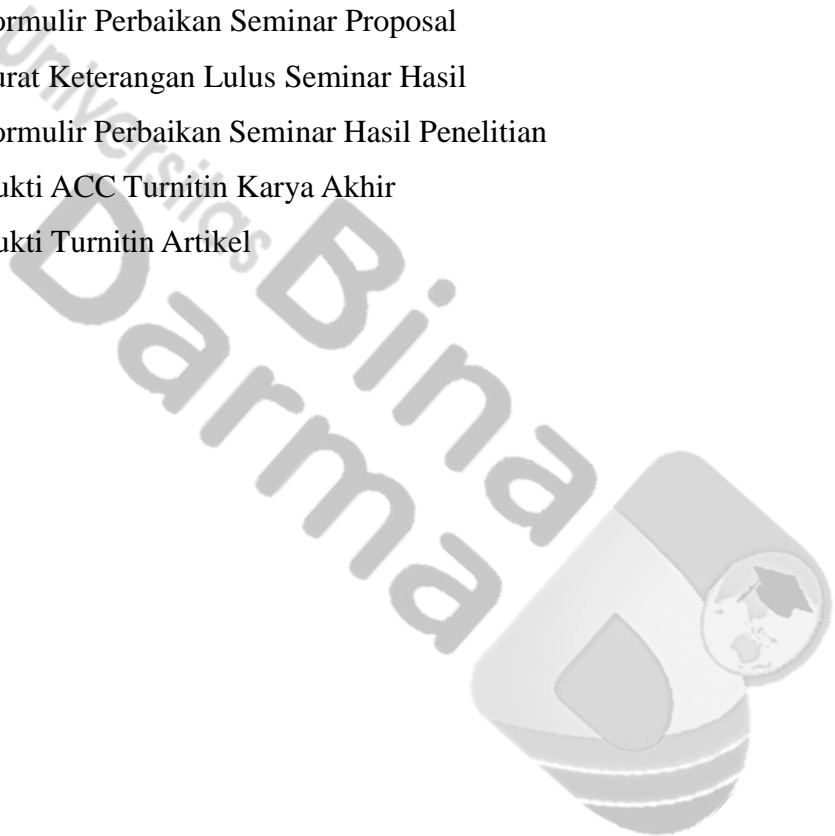 ormulir Perbaikan Seminar Proposal
urat Keterangan Lulus Seminar Hasil
ormulir Perbaikan Seminar Hasil Penelitian
ukti ACC Turnitin Karya Akhir
ukti Turnitin Artikel
Universitas
Bina
Darma